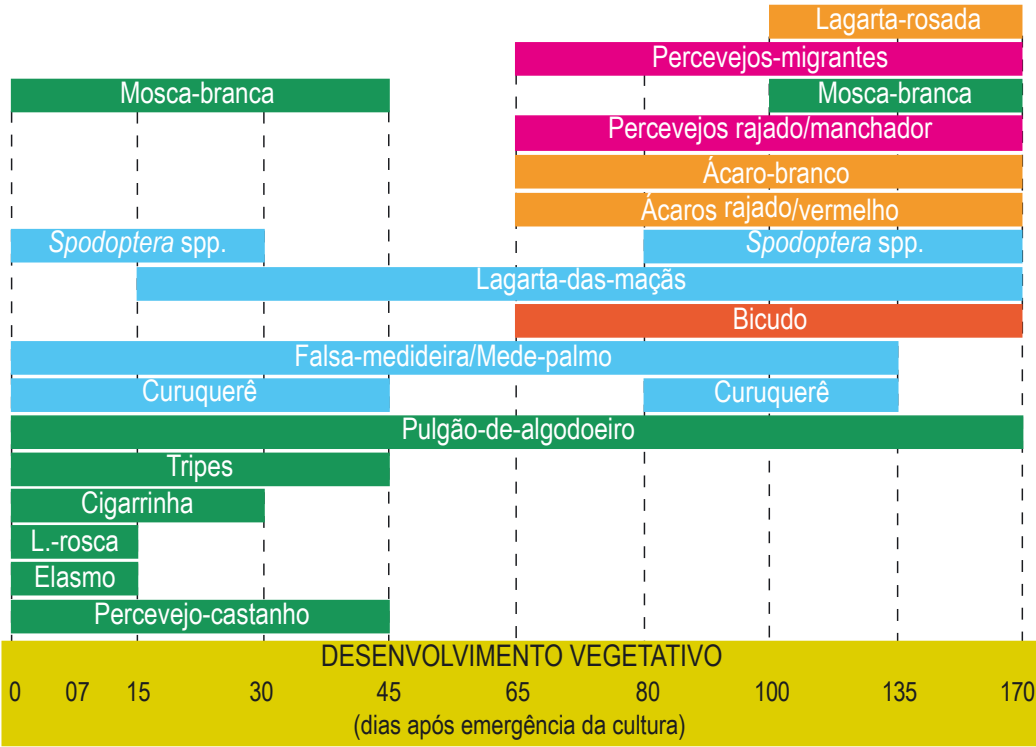 Lagarta-rosada
Percevejos-migrantes
Mosca-branca Mosca-branca
Percevejos rajado/manchador
Ácaro-branco
Ácaros rajado/vermelho
Spodoptera spp. Spodoptera spp.
Lagarta-das-maçãs
Bicudo
Falsa-medideira/Mede-palmo
Curuquerê Curuquerê
Pulgão-de-algodoeiro
Tripes
Cigarrinha
L.-rosca
Elasmo
Percevejo-castanho
DESENVOLVIMENTO VEGETATIVO
0 07 15 30 45 65 80 100 135 170
(dias após emergência da cultura)